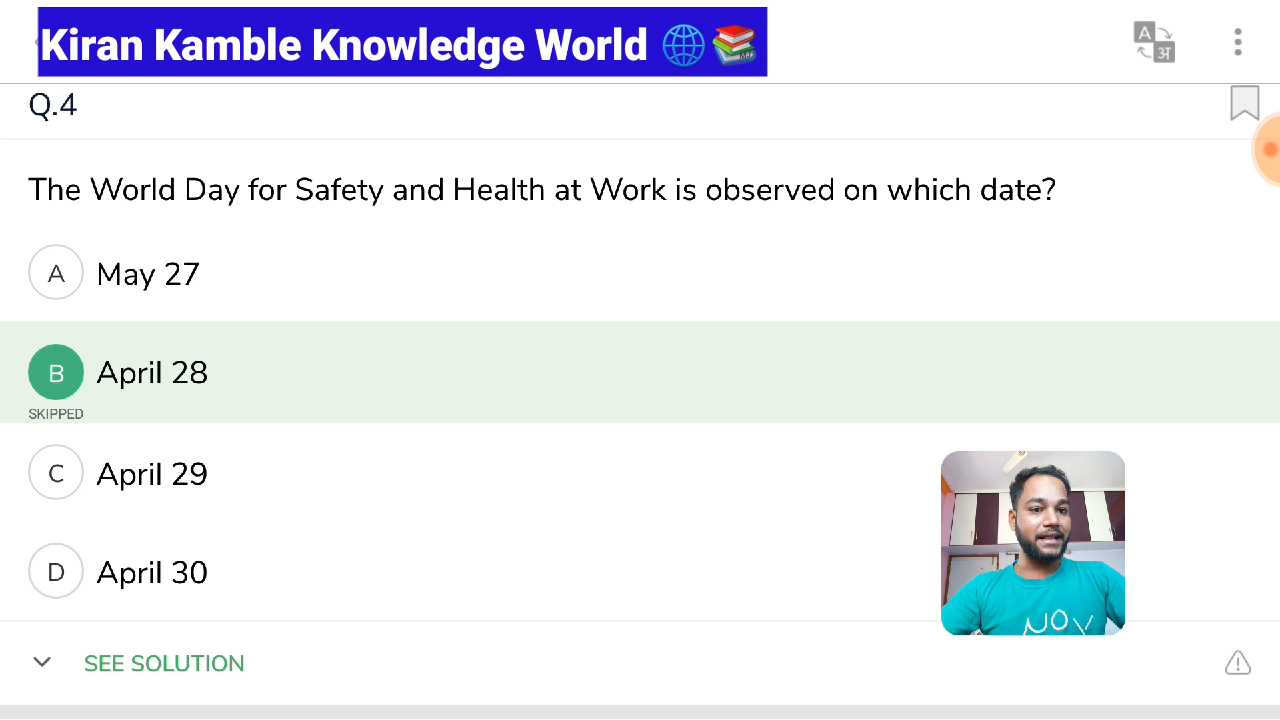 Kiran Kamble Knowledge World 🌐📚
A अ
Q.4
The World Day for Safety and Health at Work is observed on which date?
A May 27
B April 28
SKIPPED
C April 29
D April 30
NOV
SEE SOLUTION